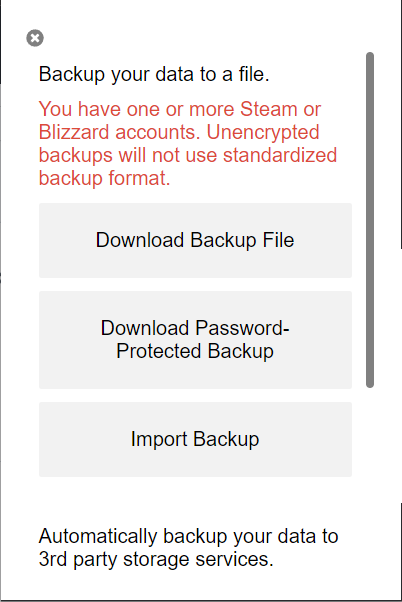 Backup your data to a file.
You have one or more Steam or
Blizzard accounts. Unencrypted
backups will not use standardized
backup format.
Download Backup File
Download Password-
Protected Backup
Import Backup
Automatically backup your data to
3rd party storage services.